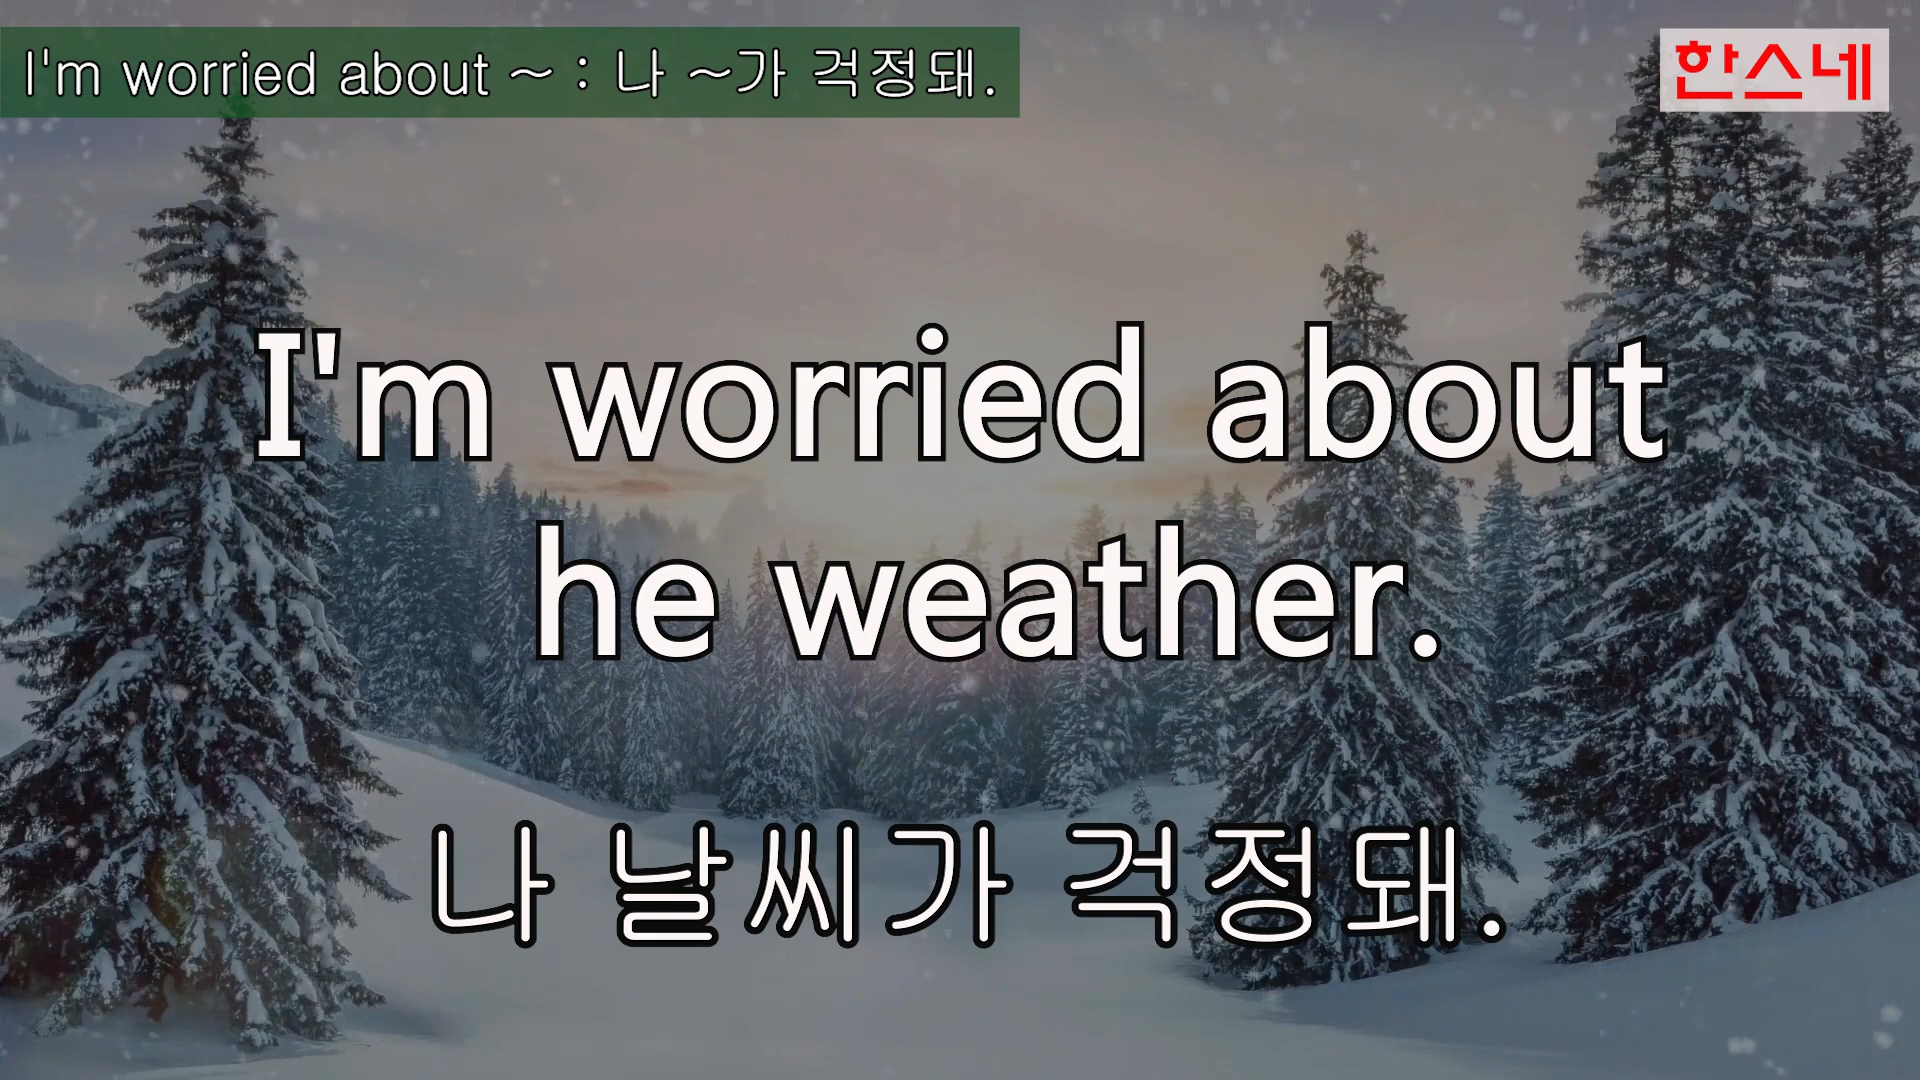 I'm worried about ~ : 나 ~가 걱정돼.
한스네
I'm worried about
he weather.
나 날씨가 걱정돼.